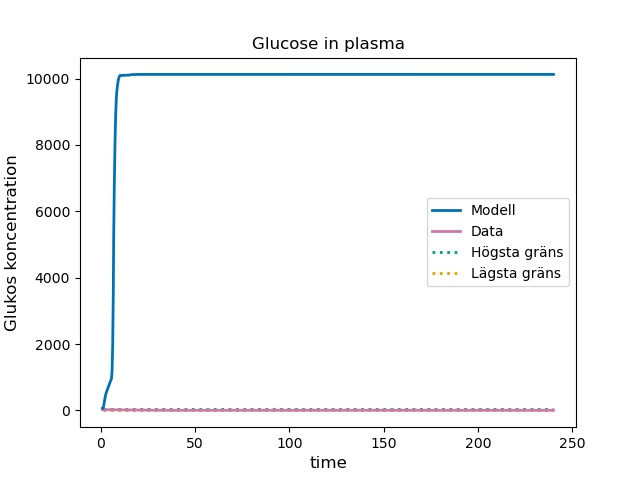 Glucose in plasma
Glukos koncentration
10000
8000
6000
4000
2000
0
Modell
Data
Högsta gräns
Lägsta gräns
0
50
100
150
200
250
time